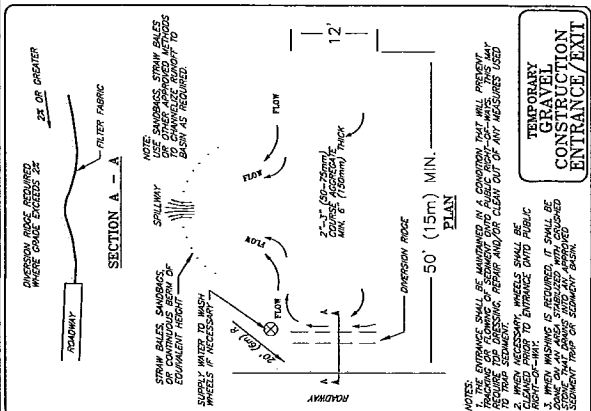 DIVERSION RIDGE REQUIRED
WHERE GRADE EXCEEDS 2%
2% OR GREATER
ROADWAY
FILTER FABRIC
SECTION A - A
NOTE:
USE SANDBAGS, STRAW BALES
OR OTHER APPROVED METHODS
TO CHANNELIZE RUNOFF TO
BASIN AS REQUIRED.
STRAW BALES, SANDBAGS,
OR CONTINUOUS BERM OF
EQUIVALENT HEIGHT
SPILLWAY
SUPPLY WATER TO WASH
WHEELS IF NECESSARY
FLOW
FLOW
FLOW
FLOW
20' (6m) R.
2"-3" (50-75mm)
COURSE AGGREGATE
MIN. 6" (150mm) THICK
12'
A
A
ROADWAY
DIVERSION RIDGE
50' (15m) MIN.
PLAN
NOTES:
1. THE ENTRANCE SHALL BE MAINTAINED IN A CONDITION THAT WILL PREVENT
TRACKING OR FLOWING OF SEDIMENT ONTO PUBLIC RIGHT-OF-WAYS. THIS MAY
REQUIRE TOP DRESSING, REPAIR AND/OR CLEAN OUT OF ANY MEASURES USED
TO TRAP SEDIMENT.
2. WHEN NECESSARY, WHEELS SHALL BE
CLEANED PRIOR TO ENTRANCE ONTO PUBLIC
RIGHT-OF-WAY.
3. WHEN WASHING IS REQUIRED, IT SHALL BE
DONE ON AN AREA STABILIZED WITH CRUSHED
STONE THAT DRAINS INTO AN APPROVED
SEDIMENT TRAP OR SEDIMENT BASIN.
TEMPORARY
GRAVEL
CONSTRUCTION
ENTRANCE/EXIT